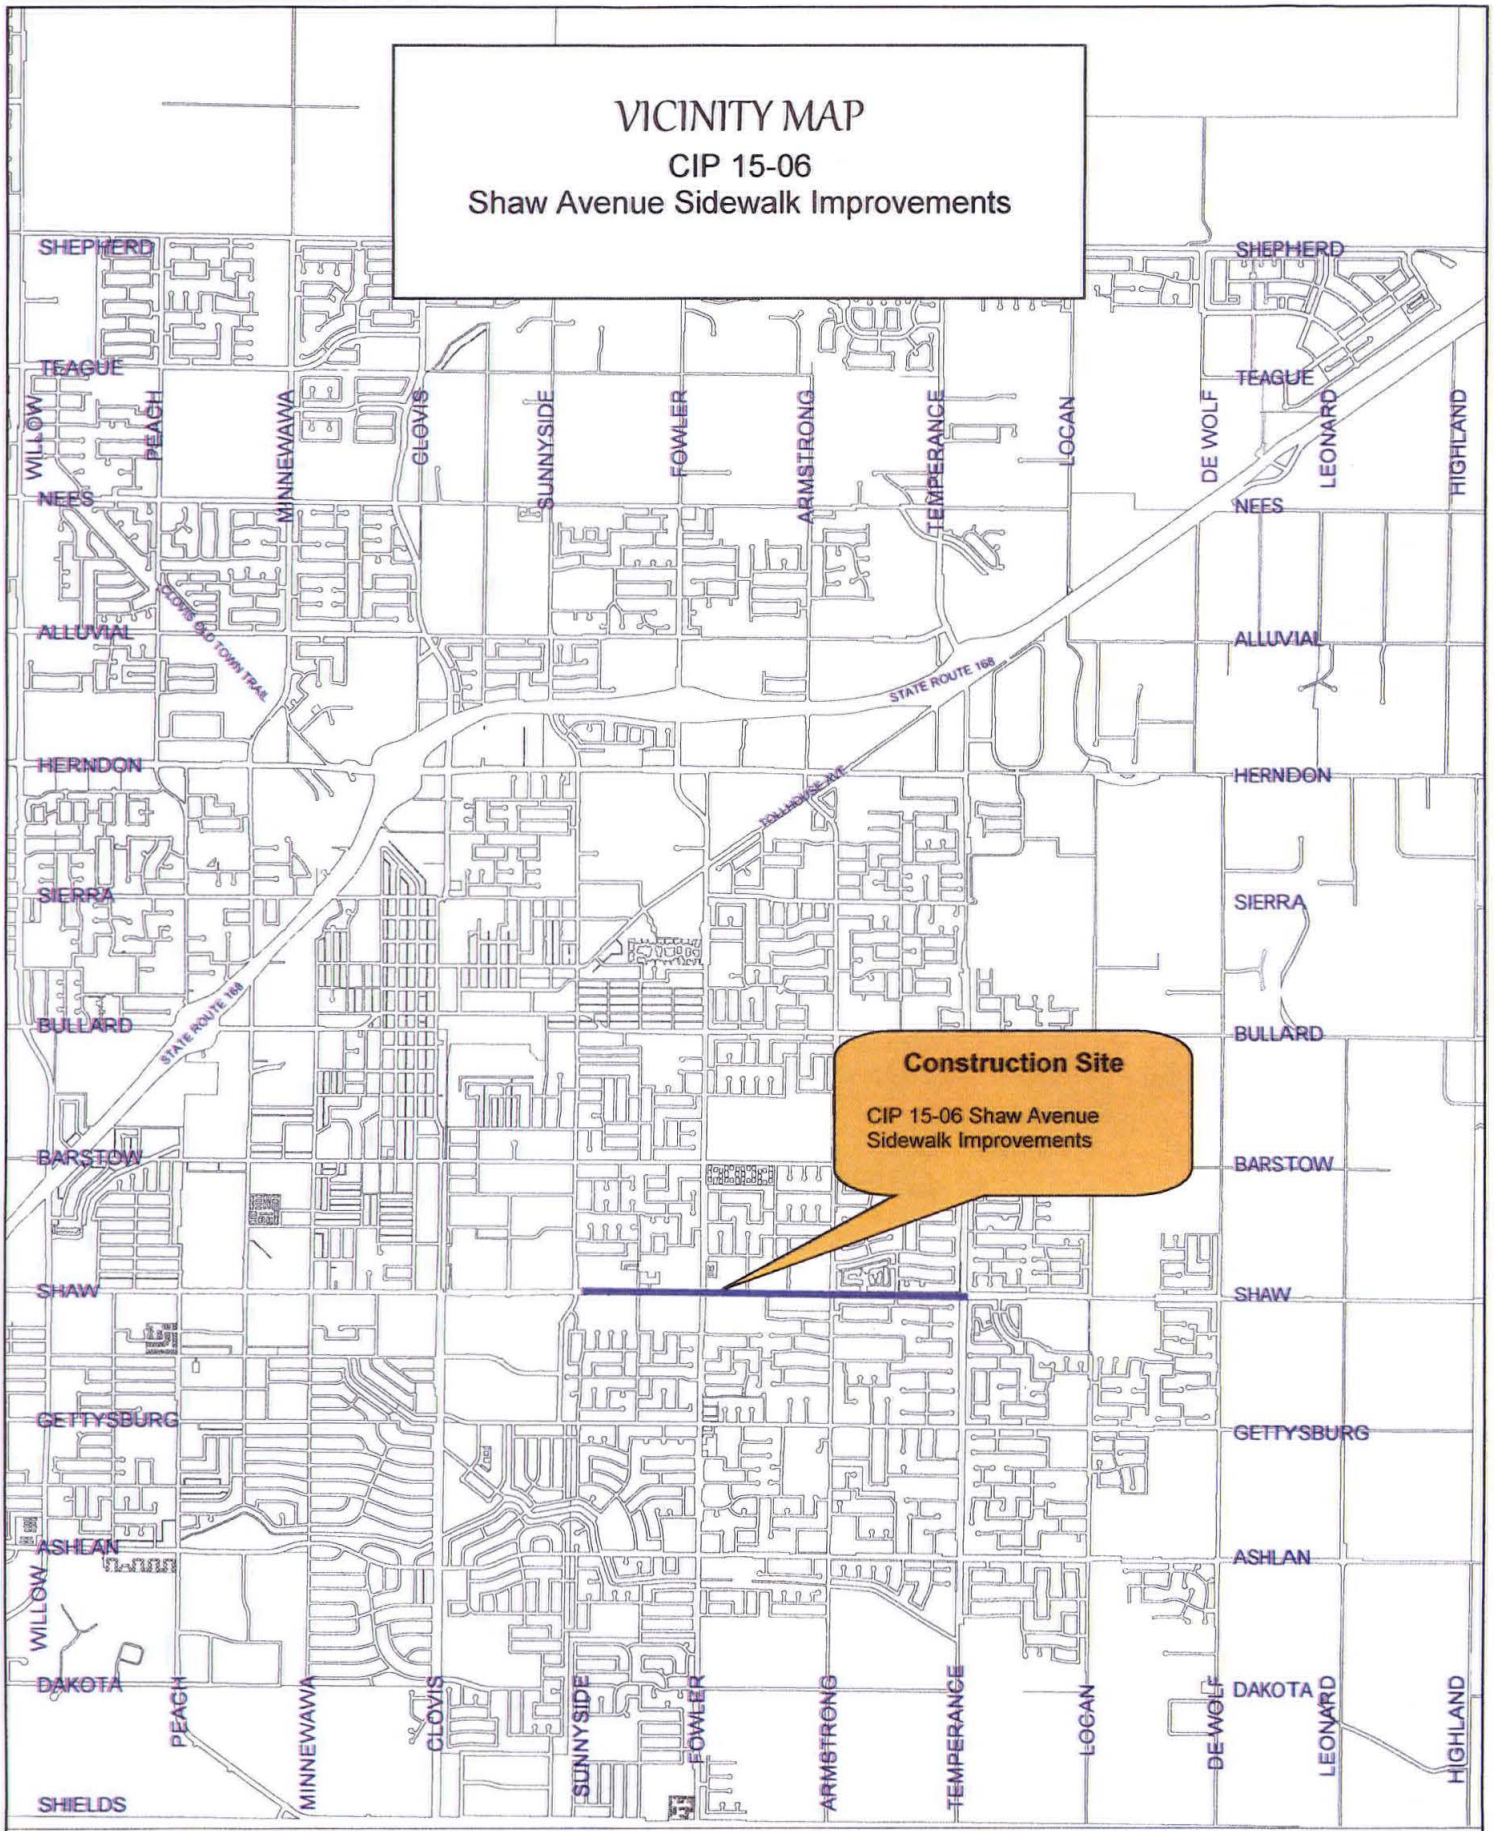 VICINITY MAP
CIP 15-06
Shaw Avenue Sidewalk Improvements
SHEPHERD
SHEPHERD
TEAGUE
TEAGUE
WILLOW
PEACH
MINNEWAWA
CLOVIS
SUNNYSIDE
FOWLER
ARMSTRONG
TEMPERANCE
LOCAN
DE WOLF
LEONARD
HIGHLAND
NEES
NEES
CLOVIS OLD TOWN TRAIL
ALLUVIAL
ALLUVIAL
STATE ROUTE 168
HERNDON
HERNDON
TOLLHOUSE AVE
SIERRA
SIERRA
STATE ROUTE 168
BULLARD
BULLARD
Construction Site
CIP 15-06 Shaw Avenue
Sidewalk Improvements
BARSTOW
BARSTOW
SHAW
SHAW
GETTYSBURG
GETTYSBURG
ASHLAN
ASHLAN
WILLOW
DAKOTA
DAKOTA
PEACH
MINNEWAWA
CLOVIS
SUNNYSIDE
FOWLER
ARMSTRONG
TEMPERANCE
LOCAN
DE WOLF
LEONARD
HIGHLAND
SHIELDS